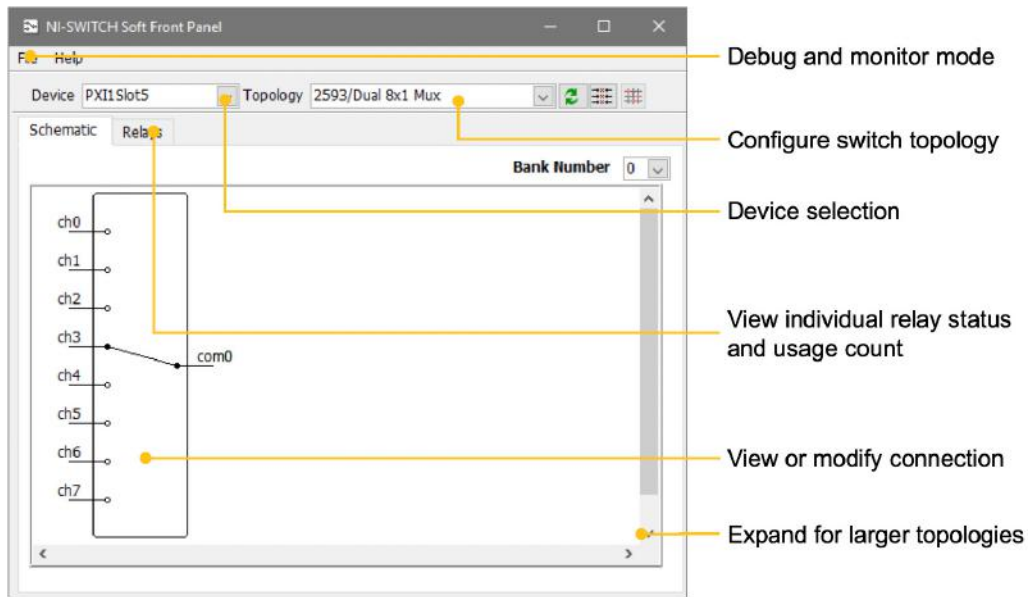 NI-SWITCH Soft Front Panel
Help
Debug and monitor mode
Device PXI1Slot5 Topology 2593/Dual 8x1 Mux
Configure switch topology
Schematic Relays
Bank Number 0
Device selection
ch0
ch1
ch2
ch3
com0
ch4
ch5
ch6
ch7
View individual relay status
and usage count
View or modify connection
Expand for larger topologies